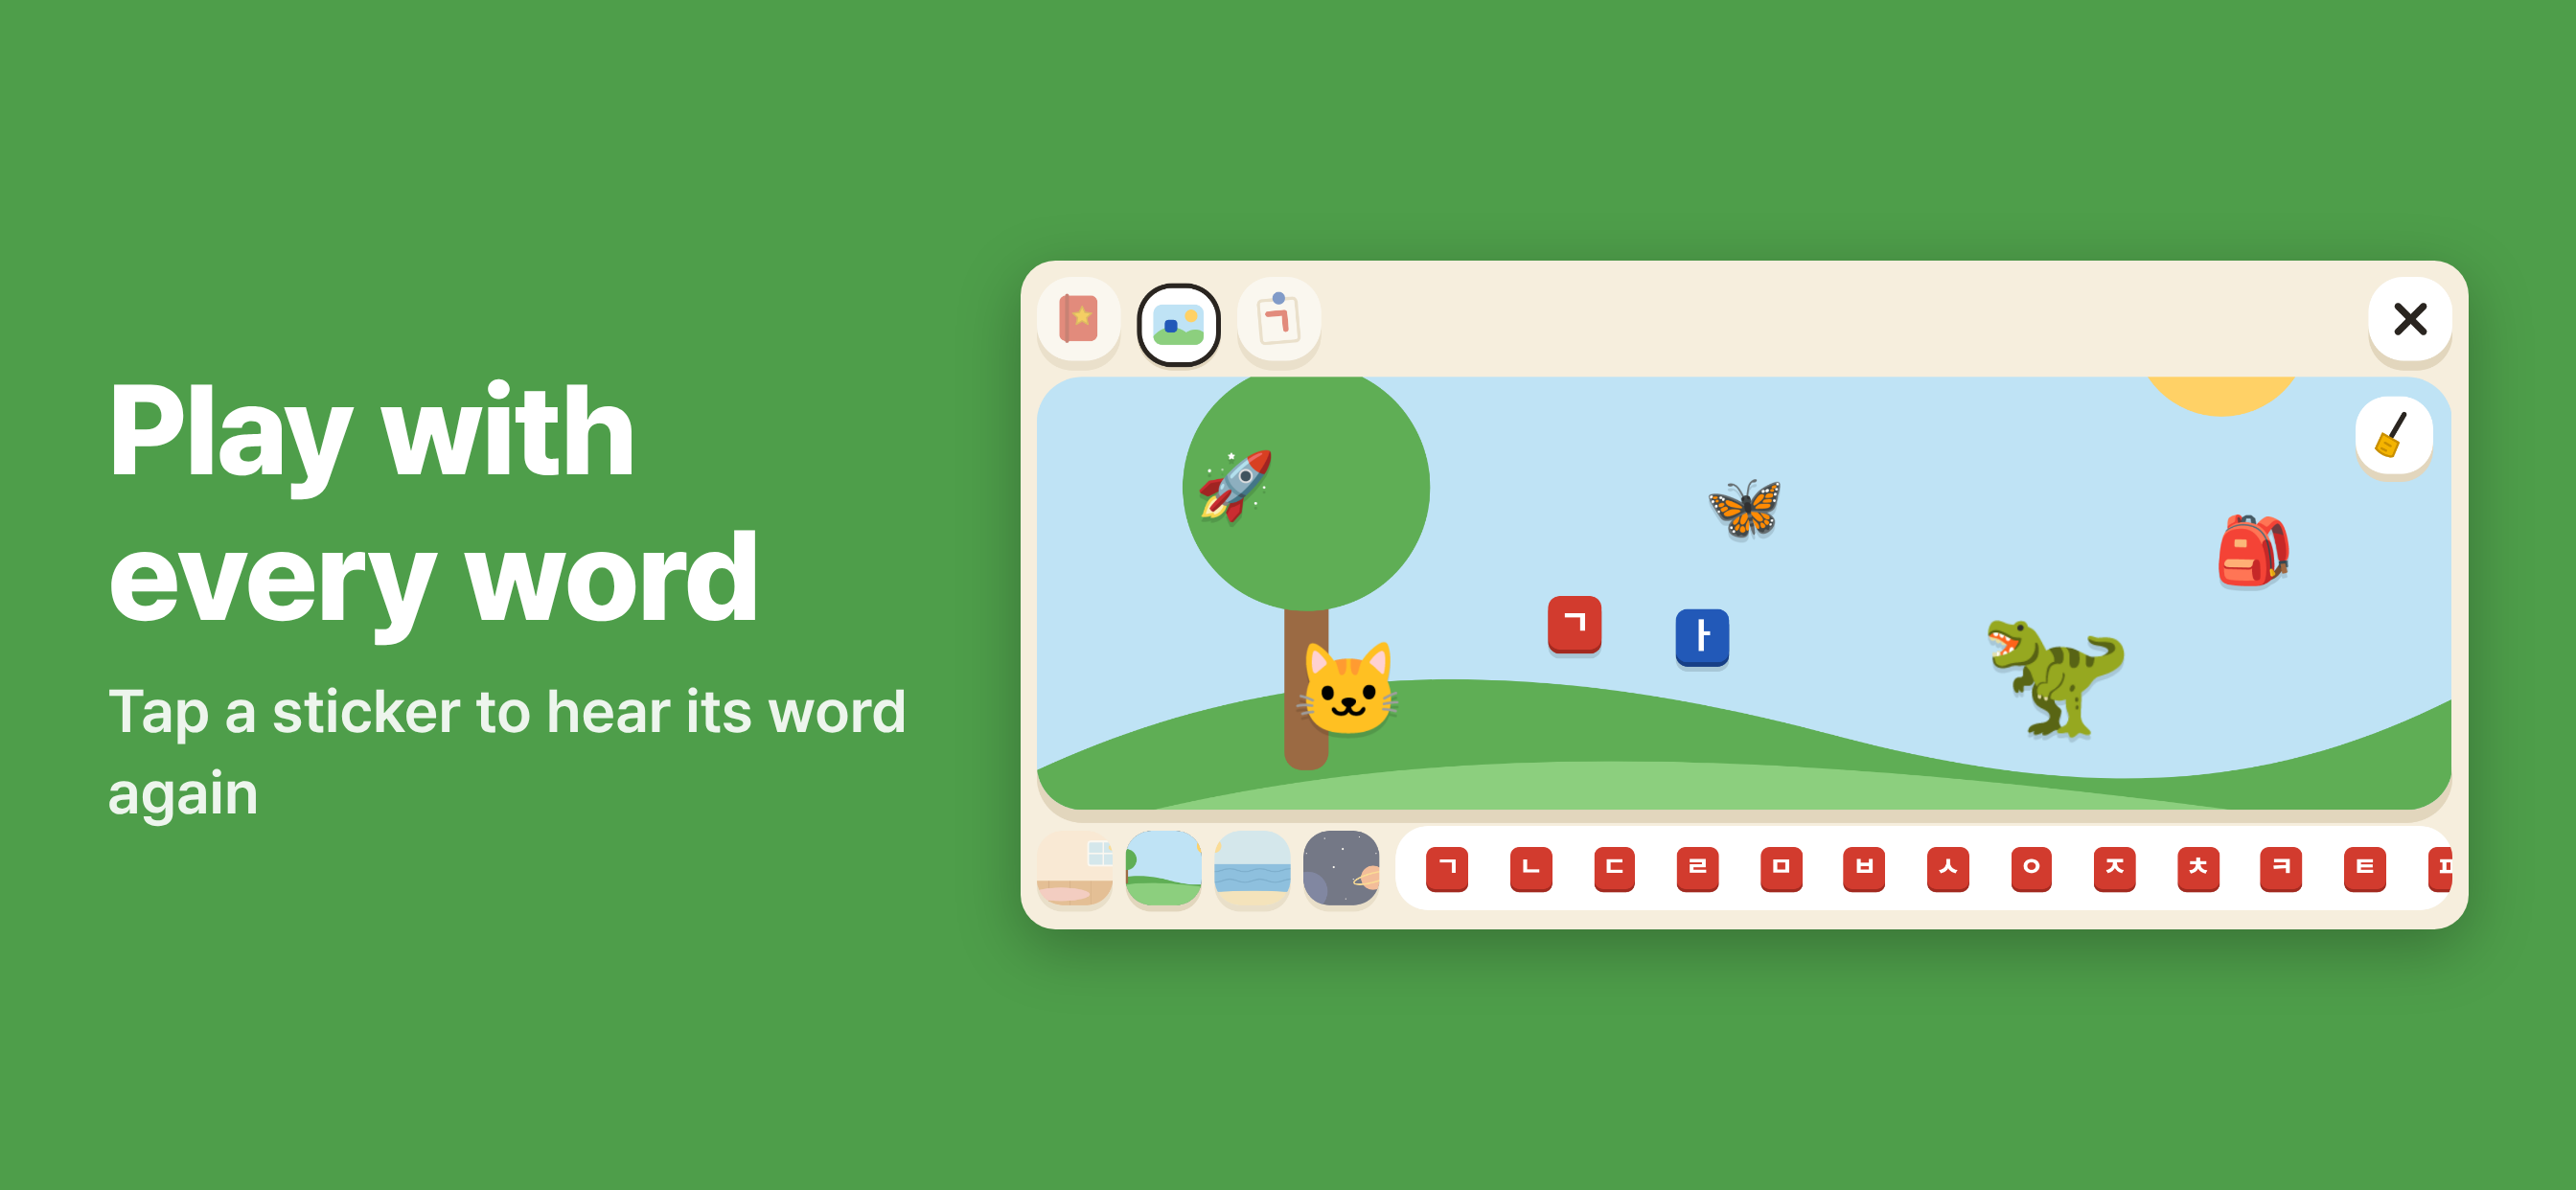 Play with
every word
Tap a sticker to hear its word
again
ㄱ
ㄱ ㅏ
ㄱ ㄴ ㄷ ㄹ ㅁ ㅂ ㅅ ㅇ ㅈ ㅊ ㅋ ㅌ ㅍ